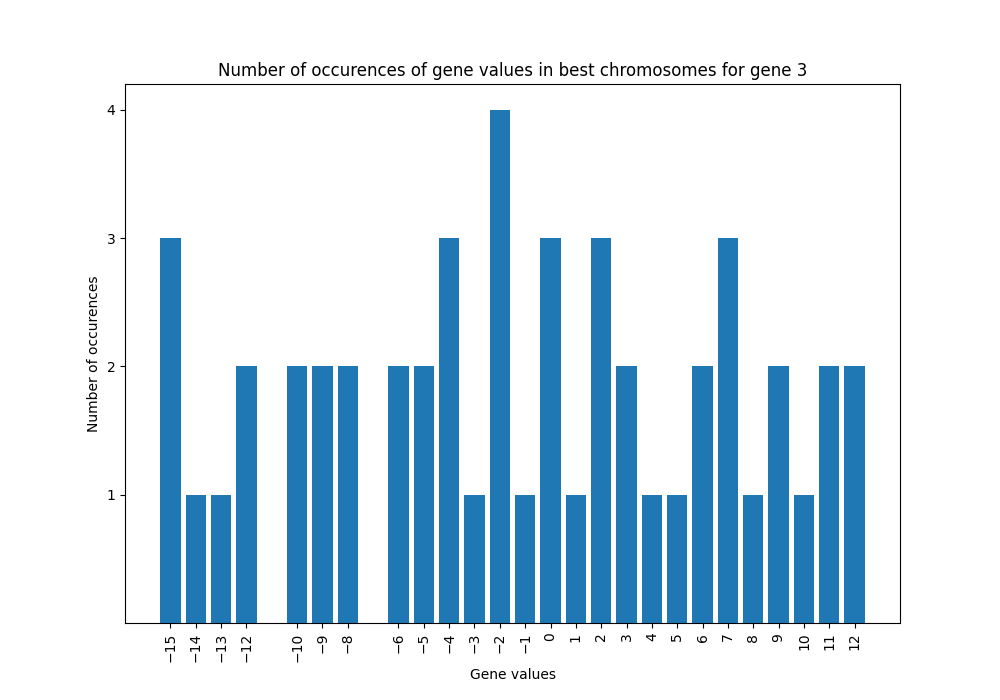 Number of occurences of gene values in best chromosomes for gene 3
Number of occurences
4
3
2
1
−15 −14 −13 −12 −10 −9 −8 −6 −5 −4 −3 −2 −1 0 1 2 3 4 5 6 7 8 9 10 11 12
Gene values